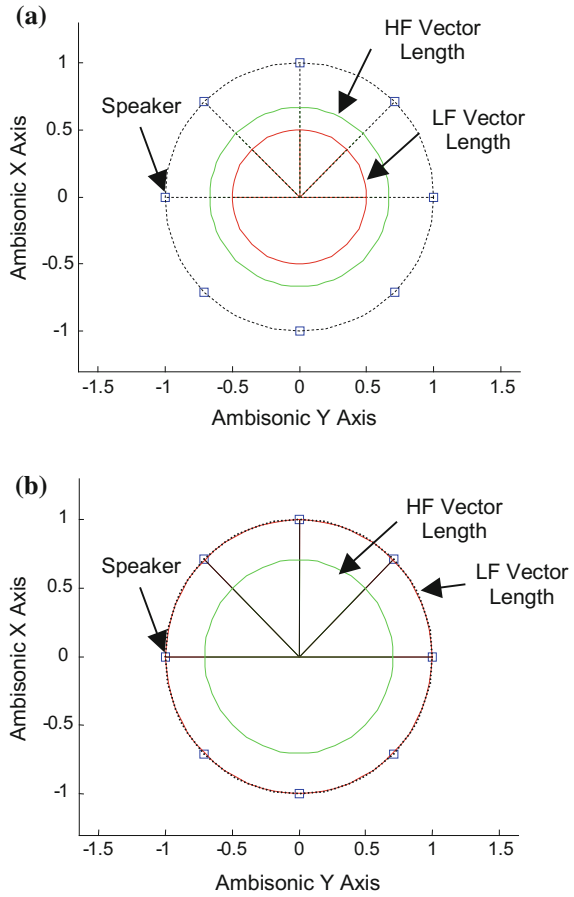 (a)
HF Vector
Length
Speaker
LF Vector
Length
Ambisonic X Axis
1
0.5
0
-0.5
-1
-1.5
-1
-0.5
0
0.5
1
1.5
Ambisonic Y Axis
(b)
HF Vector
Length
Speaker
LF Vector
Length
Ambisonic X Axis
1
0.5
0
-0.5
-1
-1.5
-1
-0.5
0
0.5
1
1.5
Ambisonic Y Axis